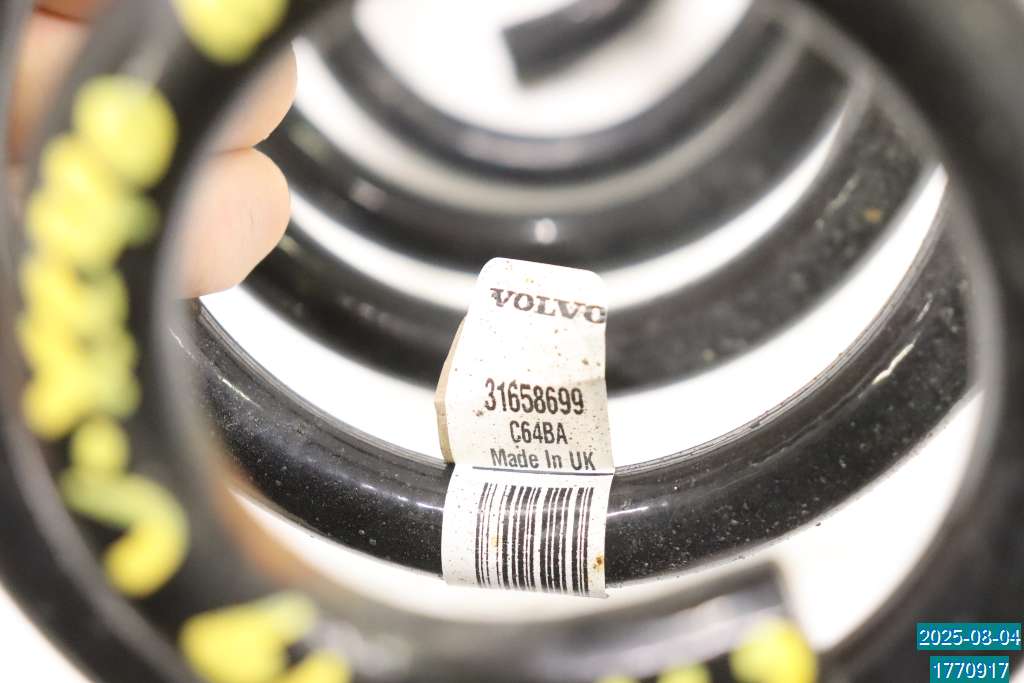 VOLVO
31658699
C64BA
Made In UK
2025-08-04
1770917